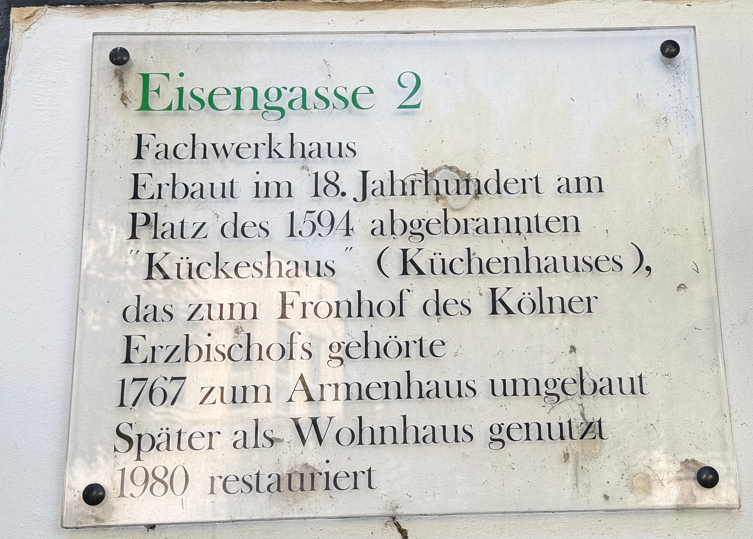 Eisengasse 2
Fachwerkhaus
Erbaut im 18. Jahrhundert am
Platz des 1594 abgebrannten
"Kückeshaus" (Küchenhauses),
das zum Fronhof des Kölner
Erzbischofs gehörte
1767 zum Armenhaus umgebaut
Später als Wohnhaus genutzt
1980 restauriert